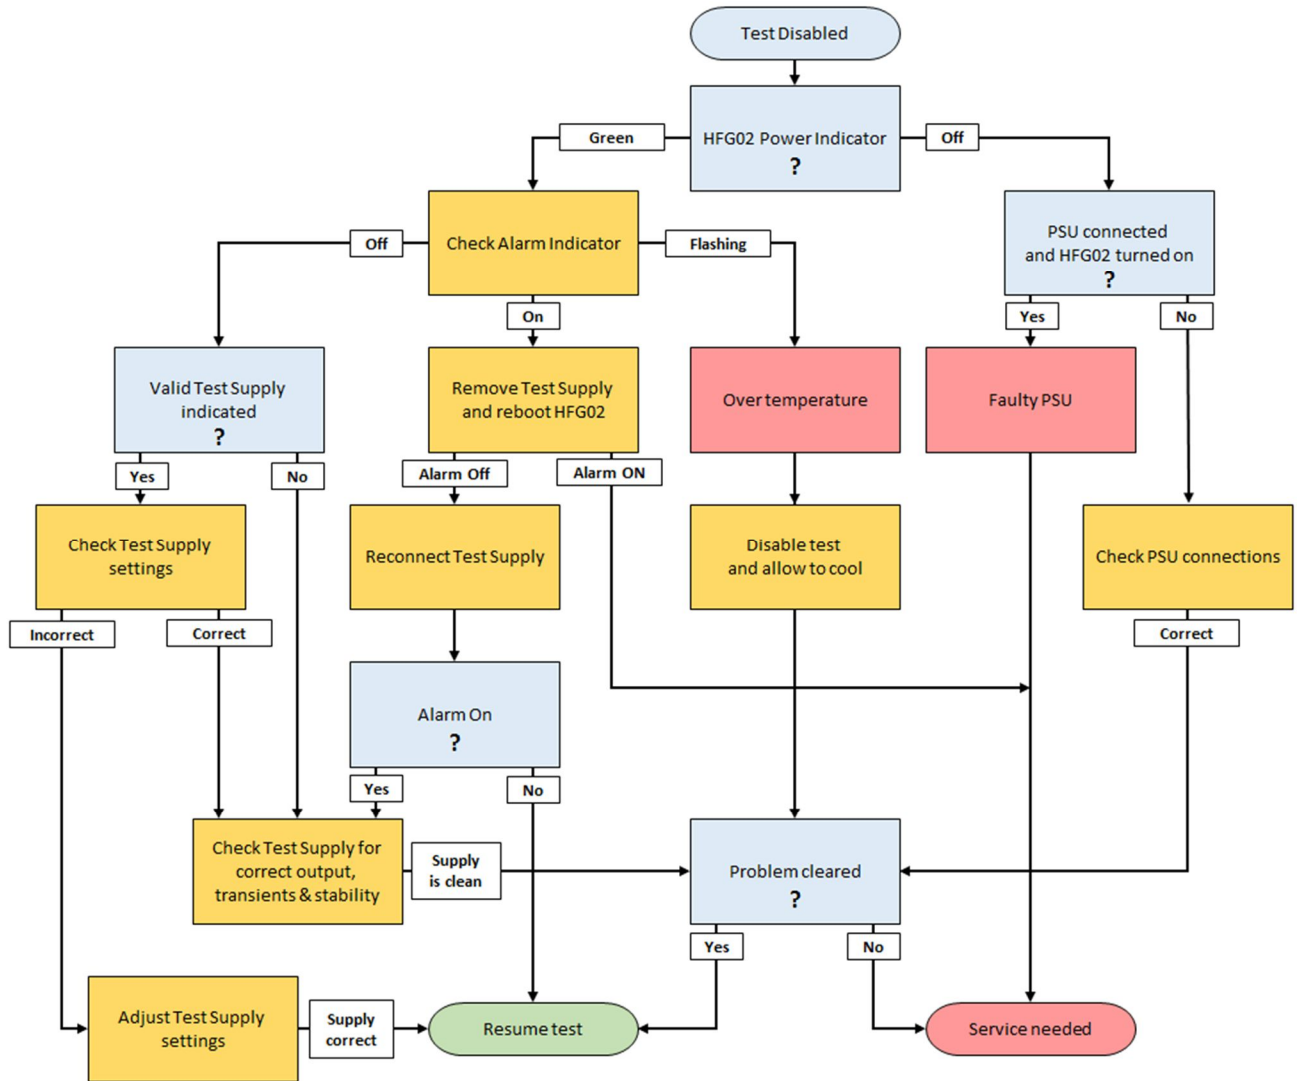 Test Disabled
HFG02 Power Indicator
?
Green
Off
Check Alarm Indicator
PSU connected
and HFG02 turned on
?
Off
Flashing
On
Yes
No
Valid Test Supply
indicated
?
Remove Test Supply
and reboot HFG02
Over temperature
Faulty PSU
Yes
No
Alarm Off
Alarm ON
Check Test Supply
settings
Reconnect Test Supply
Disable test
and allow to cool
Check PSU connections
Incorrect
Correct
Correct
Alarm On
?
Yes
No
Check Test Supply for
correct output,
transients & stability
Supply
is clean
Problem cleared
?
Yes
No
Adjust Test Supply
settings
Supply
correct
Resume test
Service needed